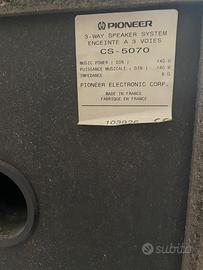 PIONEER
3-WAY SPEAKER SYSTEM
ENCEINTE A 3 VOIES
CS-5070
MUSIC POWER (DIN) 140 W
PUISSANCE MUSICALE (DIN) 140 W
IMPEDANCE 8 Ω
PIONEER ELECTRONIC CORP.
MADE IN FRANCE
FABRIQUE EN FRANCE
subito